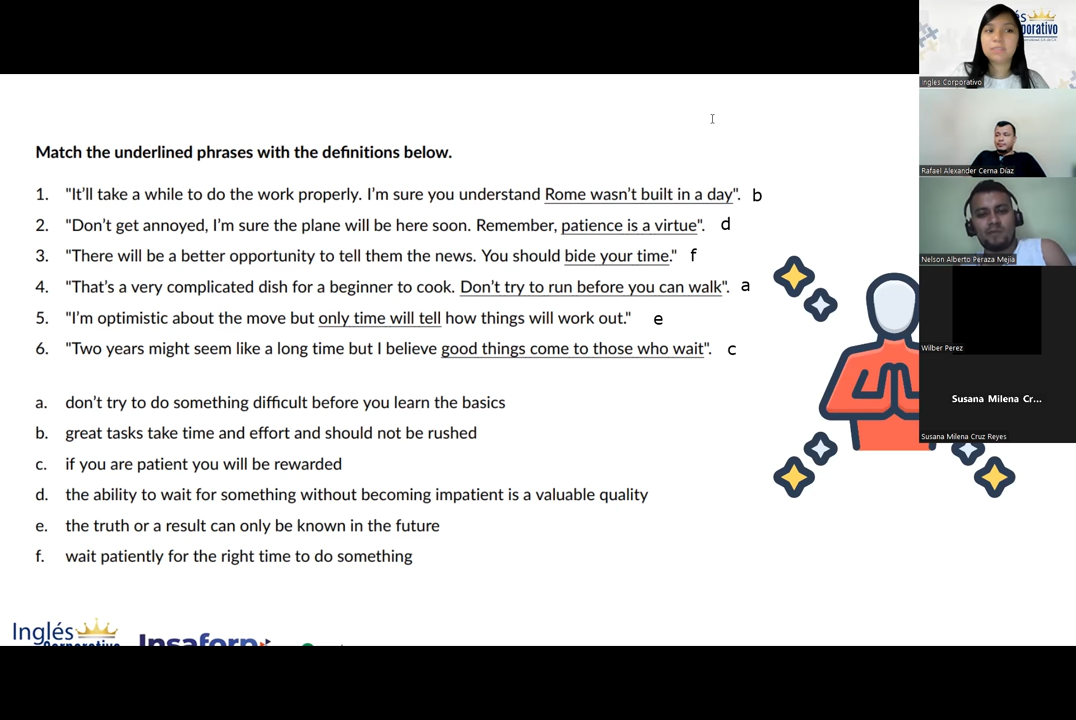 Match the underlined phrases with the definitions below.
1. "It'll take a while to do the work properly. I'm sure you understand Rome wasn't built in a day". b
2. "Don't get annoyed, I'm sure the plane will be here soon. Remember, patience is a virtue". d
3. "There will be a better opportunity to tell them the news. You should bide your time." f
4. "That's a very complicated dish for a beginner to cook. Don't try to run before you can walk". a
5. "I'm optimistic about the move but only time will tell how things will work out." e
6. "Two years might seem like a long time but I believe good things come to those who wait". c
a. don't try to do something difficult before you learn the basics
b. great tasks take time and effort and should not be rushed
c. if you are patient you will be rewarded
d. the ability to wait for something without becoming impatient is a valuable quality
e. the truth or a result can only be known in the future
f. wait patiently for the right time to do something
Inglés
Corporativo
Insaforp
Inglés Corporativo
Rafael Alexander Cerna Díaz
Nelson Alberto Peraza Mejía
Wilber Perez
Susana Milena Cr...
Susana Milena Cruz Reyes